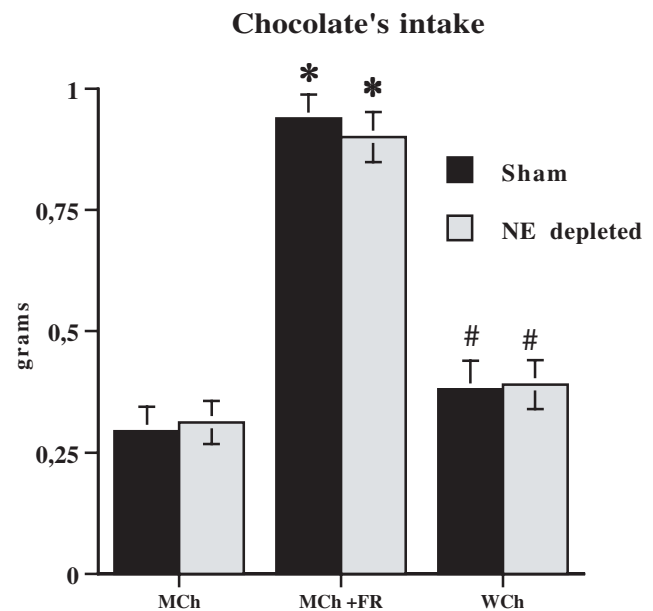 Chocolate's intake
* *
1
Sham
0,75
NE depleted
grams
0,5
# #
0,25
0
MCh MCh +FR WCh